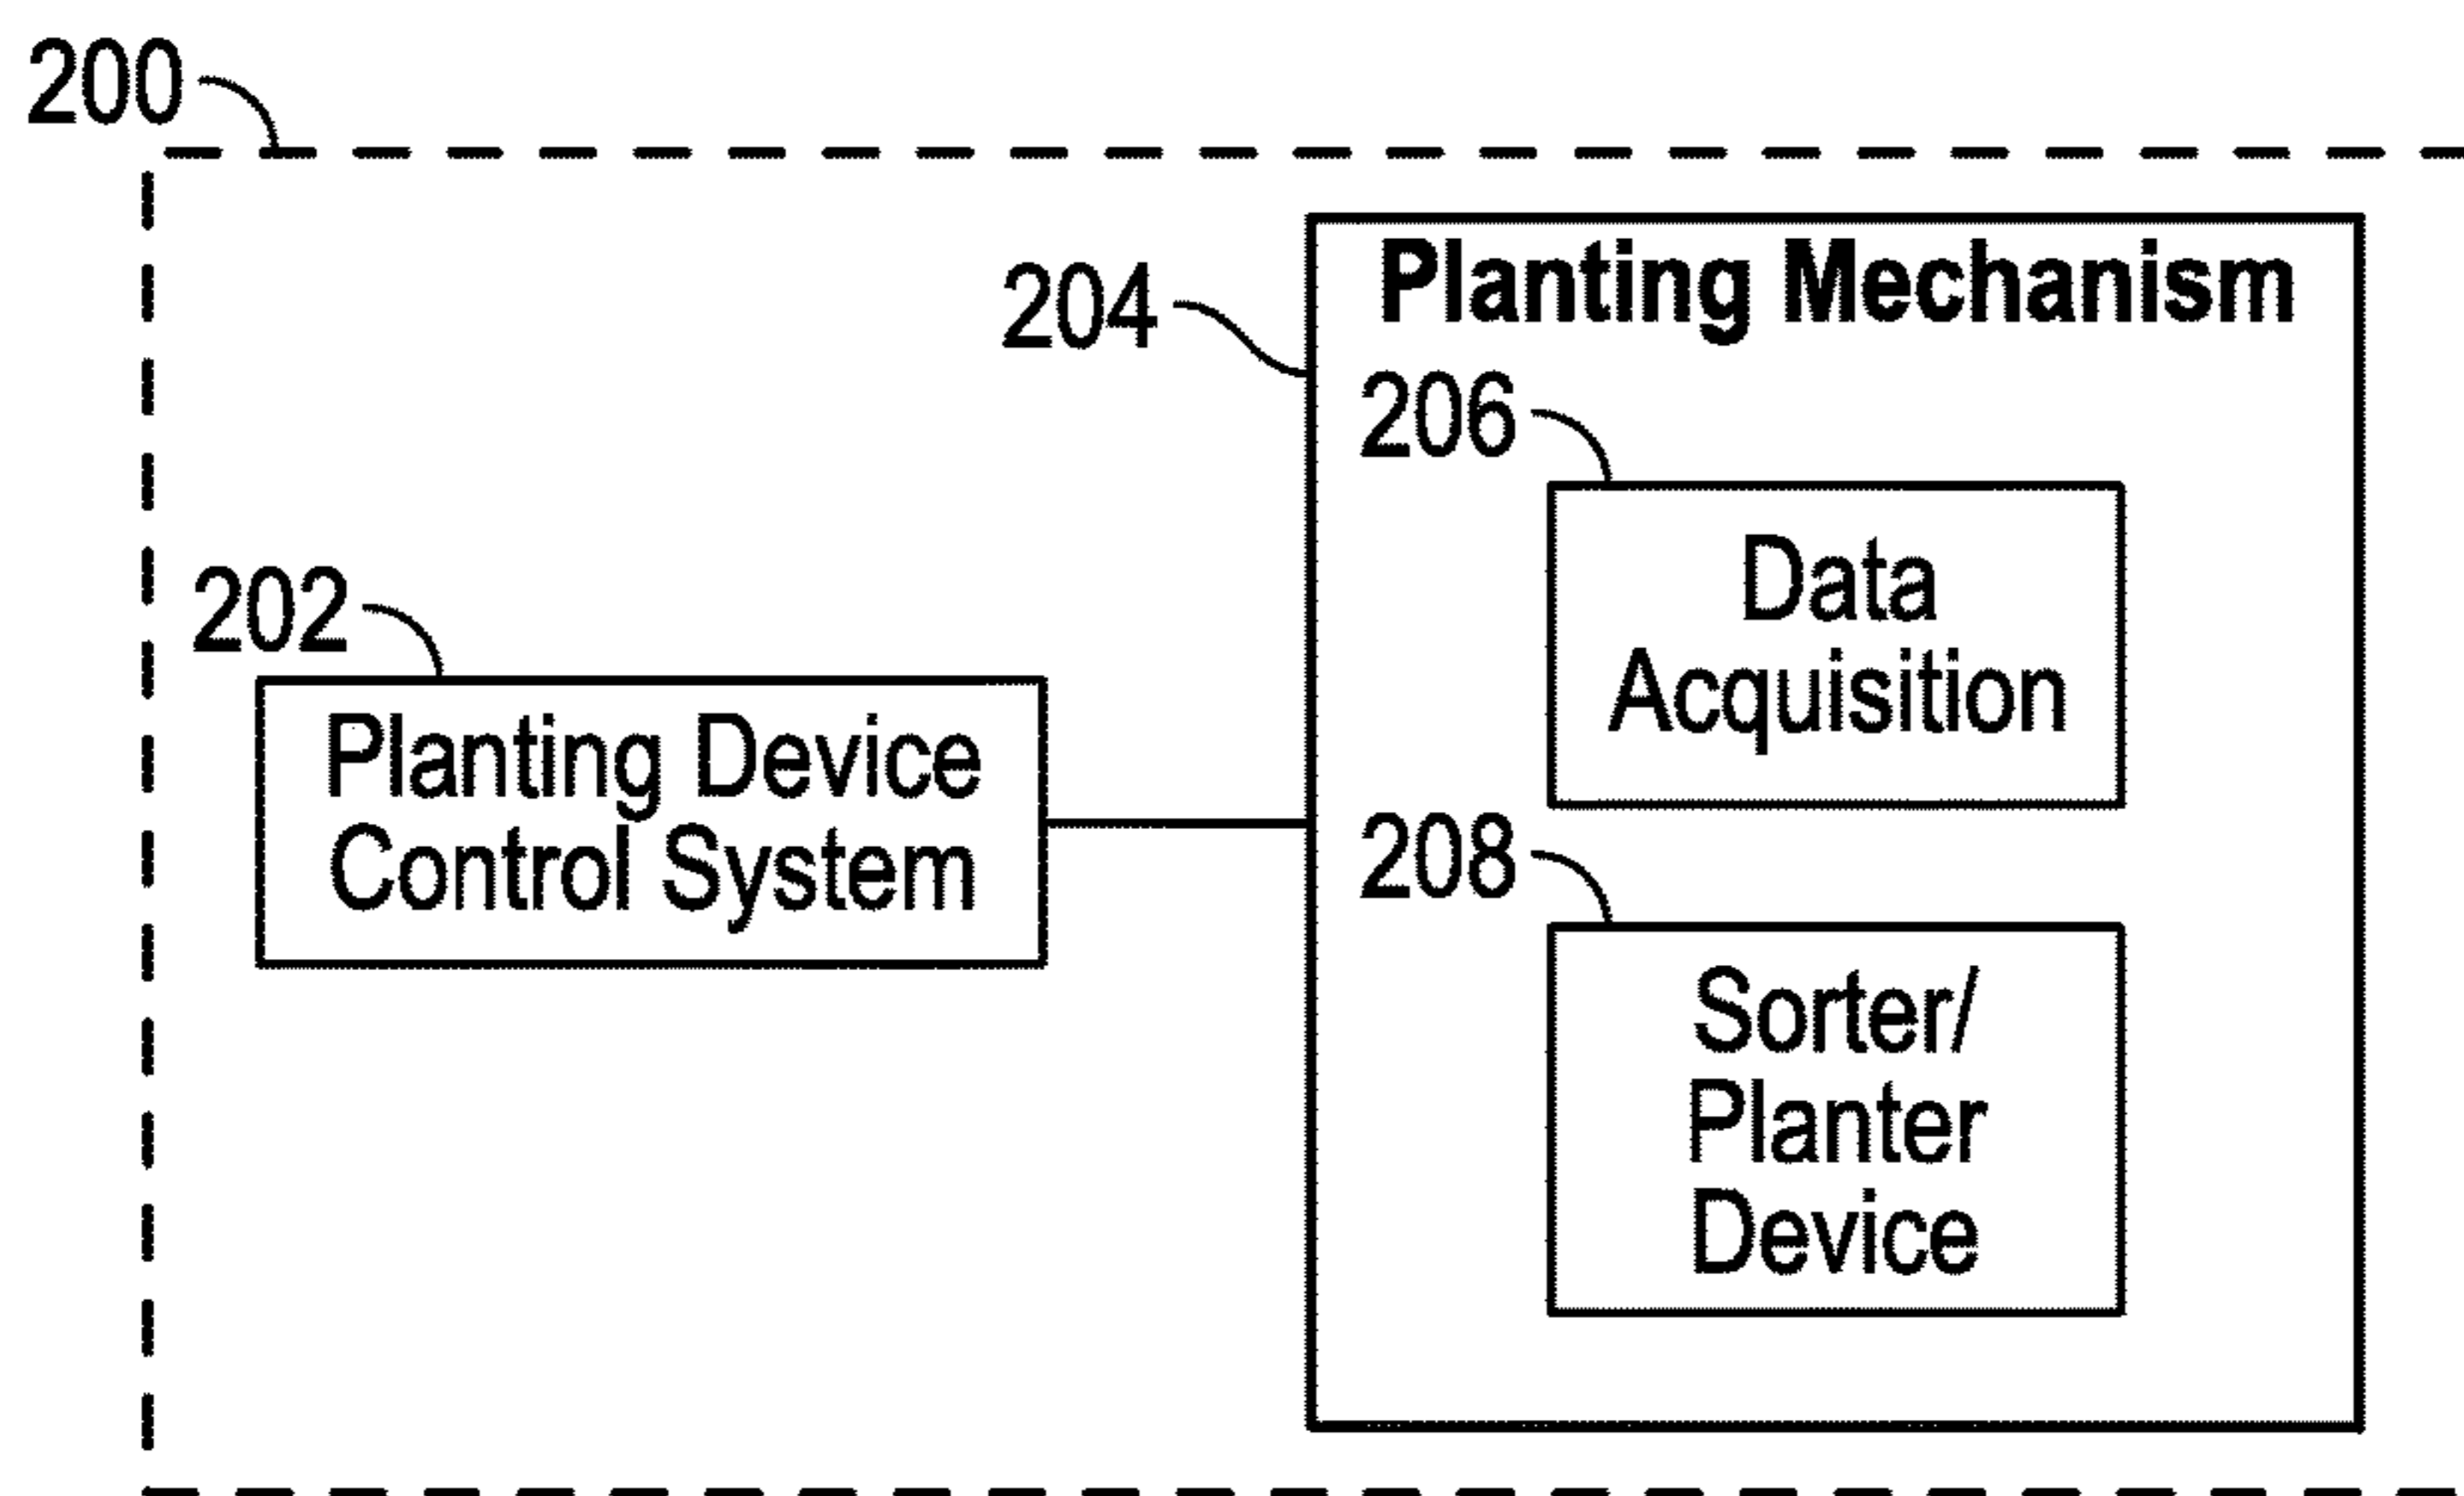 200
204
Planting Mechanism
206
Data
Acquisition
202
Planting Device
Control System
208
Sorter/
Planter
Device